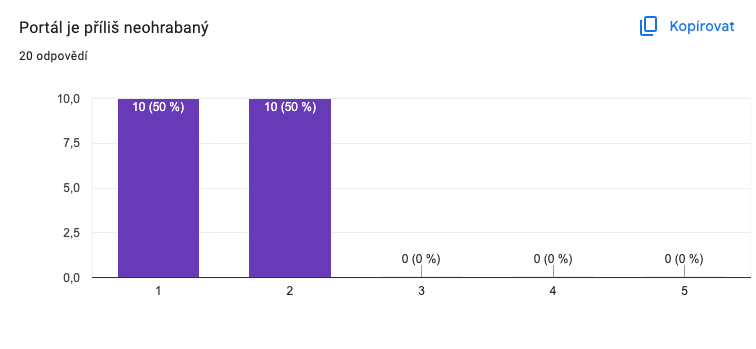 Portál je příliš neohrabaný
Kopírovat
20 odpovědí
10,0
7,5
5,0
2,5
0,0
10 (50 %)
10 (50 %)
0 (0 %)
0 (0 %)
0 (0 %)
1
2
3
4
5